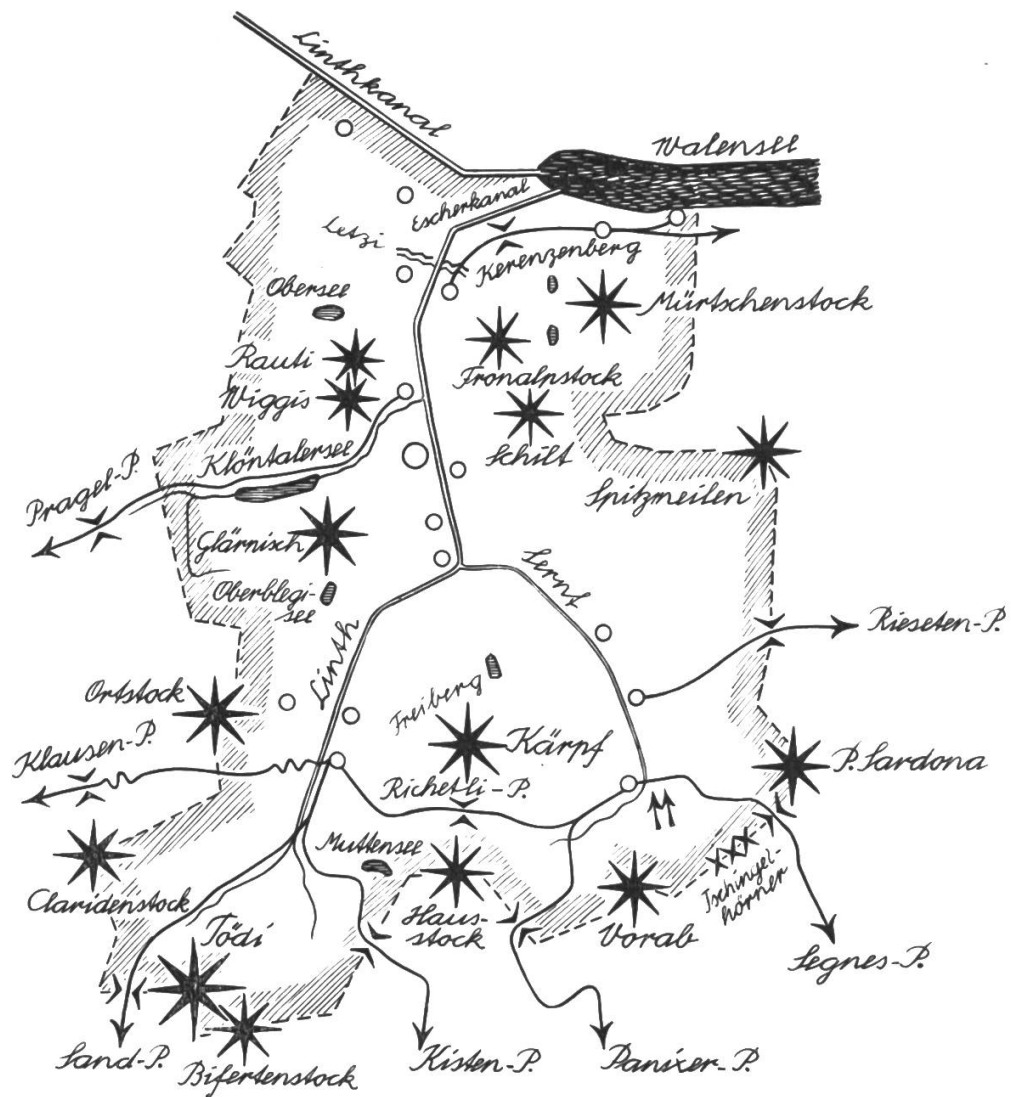 Linthkanal
Walensee
Escherkanal
Letzi
Kerenzenberg
Obersee
Mürtschenstock
Rauti
Fronalpstock
Wiggis
Schilt
Klöntalersee
Spitzmeilen
Pragel-P.
Glärnisch
Oberblegi-
see
Sernf
Linth
Rieseten-P.
Freiberg
Ortstock
Kärpf
Klausen-P.
P. Sardona
Richetli-P.
Muttensee
Tschingel-
hörner
Claridenstock
Haus-
stock
Vorab
Tödi
Segnes-P.
Sand-P.
Bifertenstock
Kisten-P.
Panixer-P.